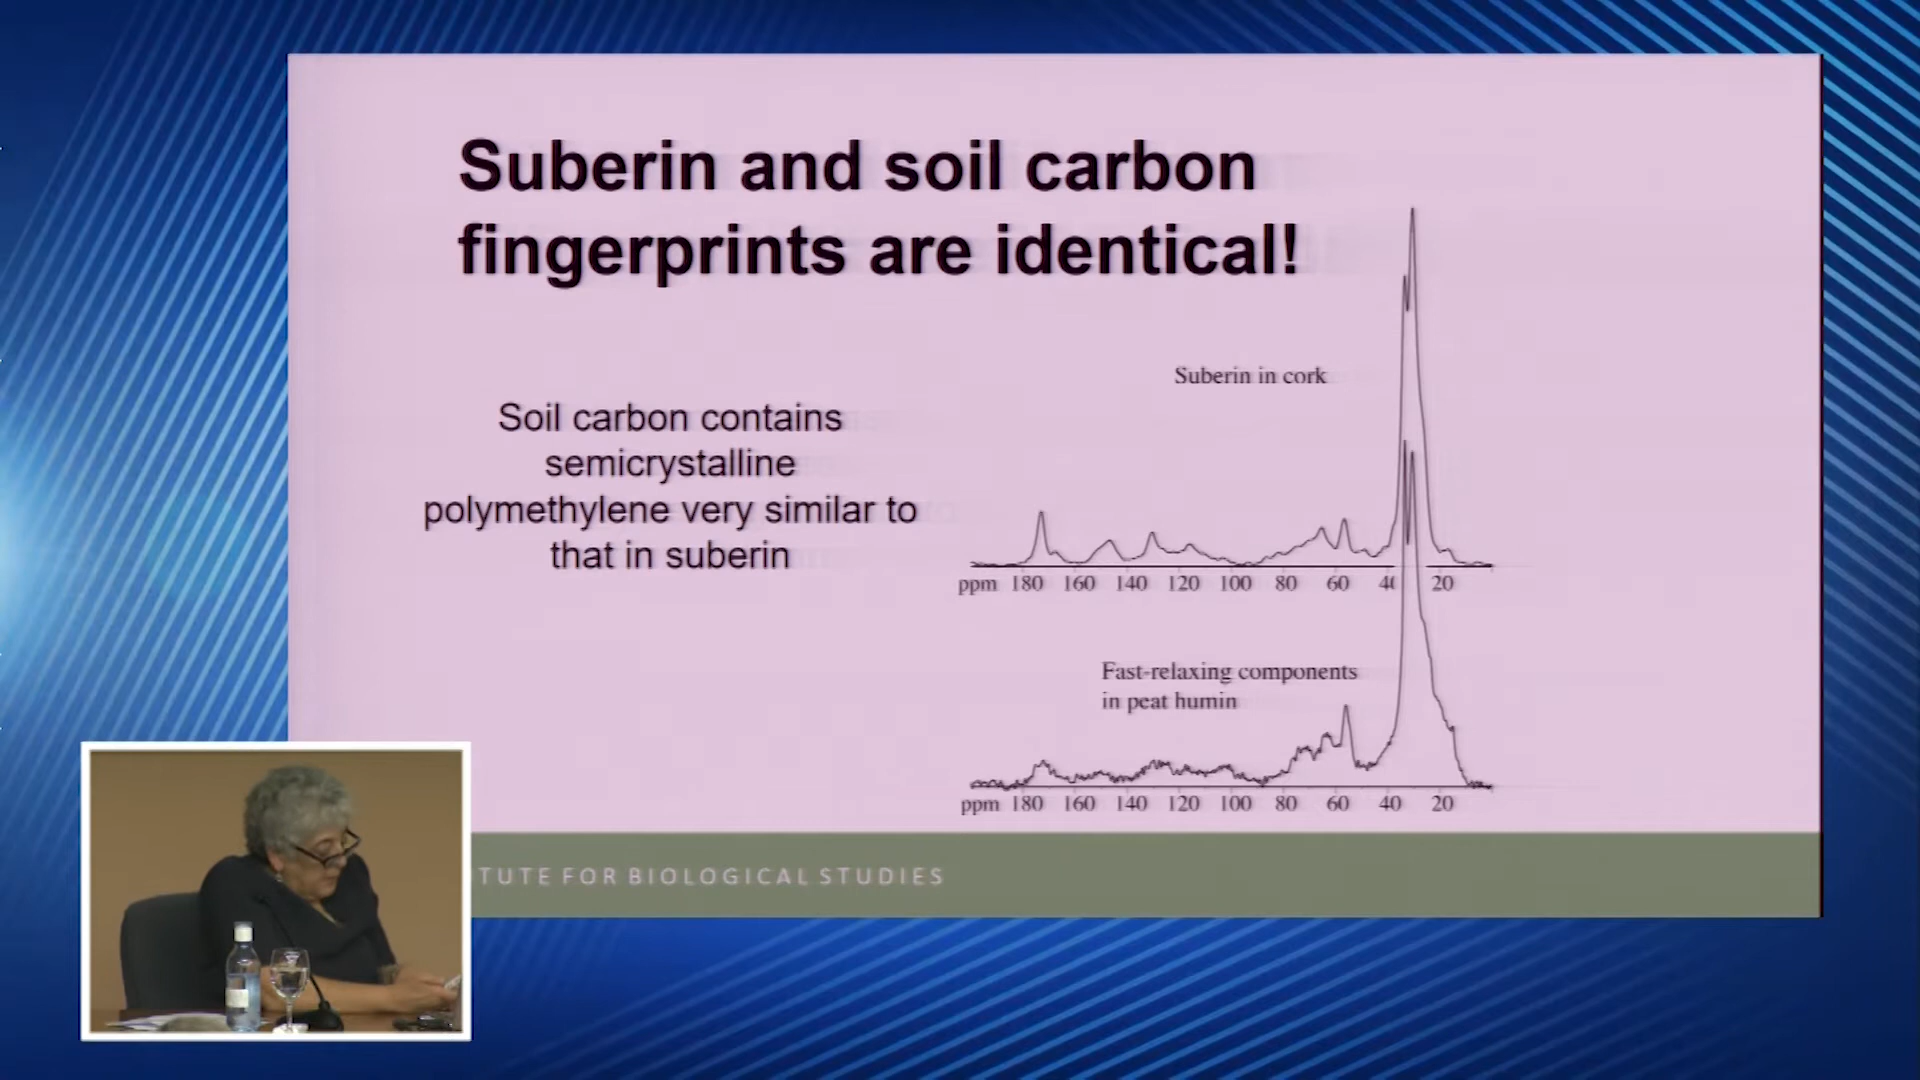 Suberin and soil carbon
fingerprints are identical!
Soil carbon contains
semicrystalline
polymethylene very similar to
that in suberin
Suberin in cork
ppm 180 160 140 120 100 80 60 40 20
Fast-relaxing components
in peat humin
ppm 180 160 140 120 100 80 60 40 20
TUTE FOR BIOLOGICAL STUDIES